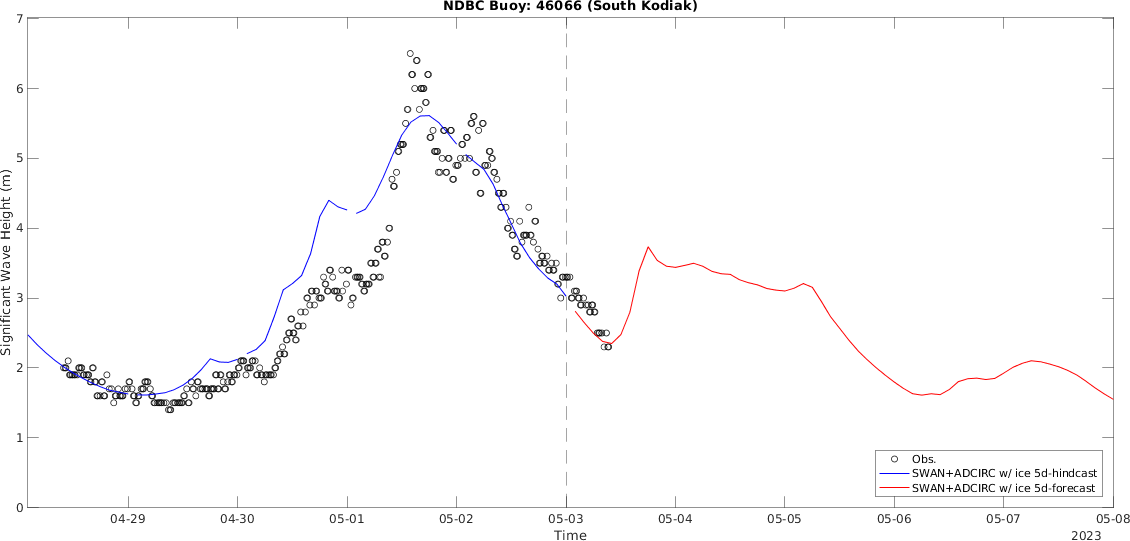 NDBC Buoy: 46066 (South Kodiak)
7
6
5
4
3
2
1
0
Significant Wave Height (m)
Obs.
SWAN+ADCIRC w/ ice 5d-hindcast
SWAN+ADCIRC w/ ice 5d-forecast
04-29 04-30 05-01 05-02 05-03 05-04 05-05 05-06 05-07 05-08
Time
2023